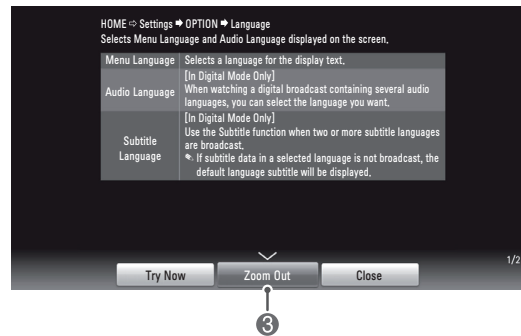 HOME ⇨ Settings ➡ OPTION ➡ Language
Selects Menu Language and Audio Language displayed on the screen.
Menu Language Selects a language for the display text.
Audio Language
[In Digital Mode Only]
When watching a digital broadcast containing several audio
languages, you can select the language you want.
Subtitle
Language
[In Digital Mode Only]
Use the Subtitle function when two or more subtitle languages
are broadcast.
✎ If subtitle data in a selected language is not broadcast, the
default language subtitle will be displayed.
1/2
Try Now Zoom Out Close
3